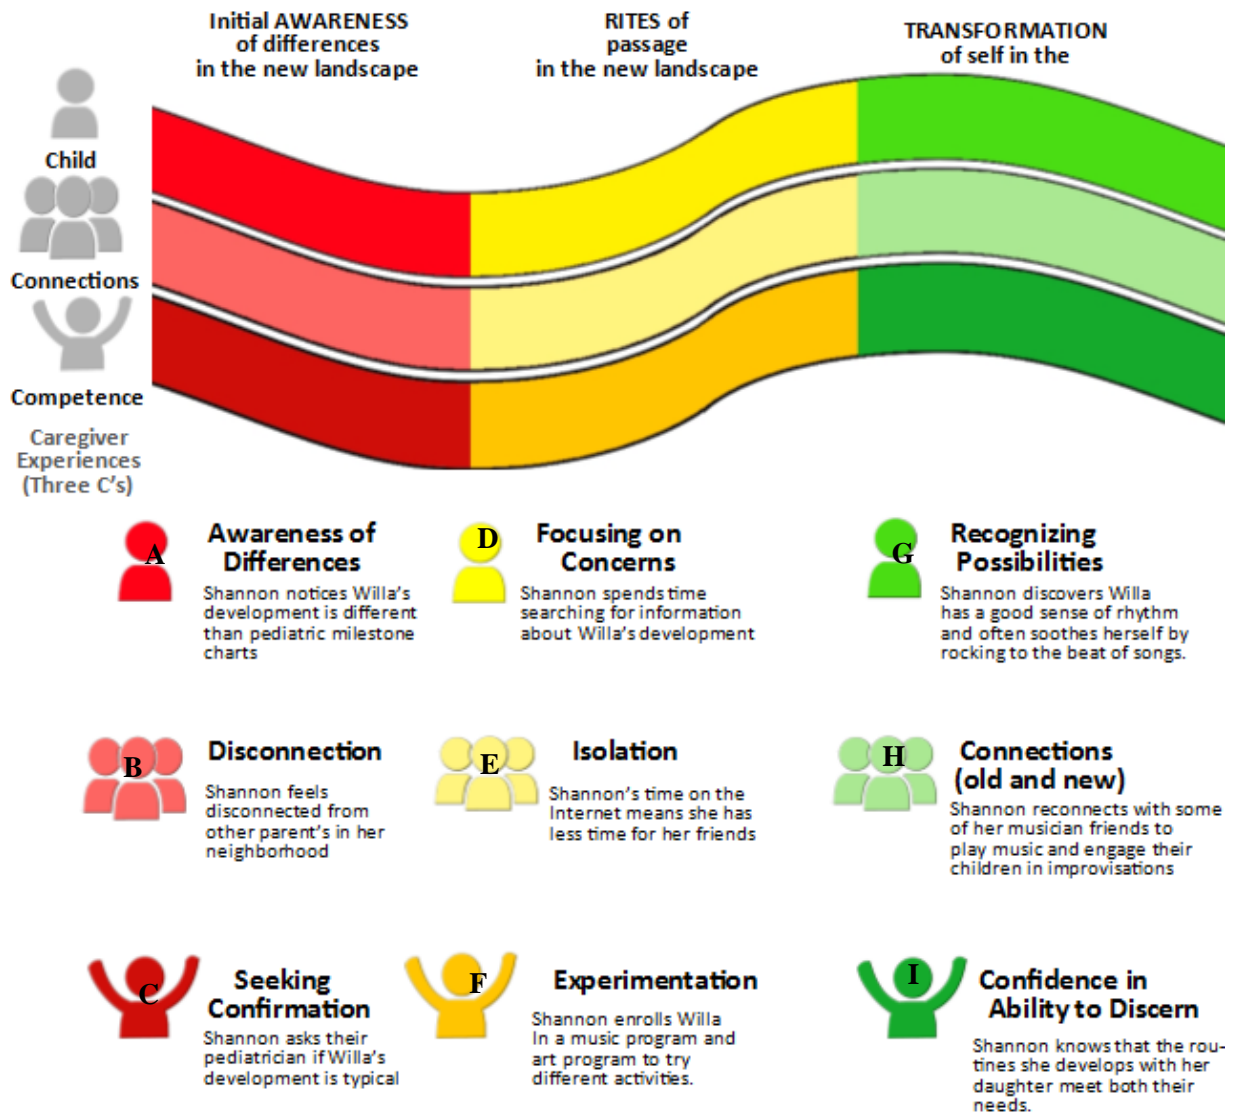 Initial AWARENESS
of differences
in the new landscape
RITES of
passage
in the new landscape
TRANSFORMATION
of self in the
Child
Connections
Competence
Caregiver
Experiences
(Three C's)
A
Awareness of
Differences
Shannon notices Willa's
development is different
than pediatric milestone
charts
D
Focusing on
Concerns
Shannon spends time
searching for information
about Willa's development
G
Recognizing
Possibilities
Shannon discovers Willa
has a good sense of rhythm
and often soothes herself by
rocking to the beat of songs.
B
Disconnection
Shannon feels
disconnected from
other parent's in her
neighborhood
E
Isolation
Shannon's time on the
Internet means she has
less time for her friends
H
Connections
(old and new)
Shannon reconnects with some
of her musician friends to
play music and engage their
children in improvisations
C
Seeking
Confirmation
Shannon asks their
pediatrician if Willa's
development is typical
F
Experimentation
Shannon enrolls Willa
In a music program and
art program to try
different activities.
I
Confidence in
Ability to Discern
Shannon knows that the rou-
tines she develops with her
daughter meet both their
needs.